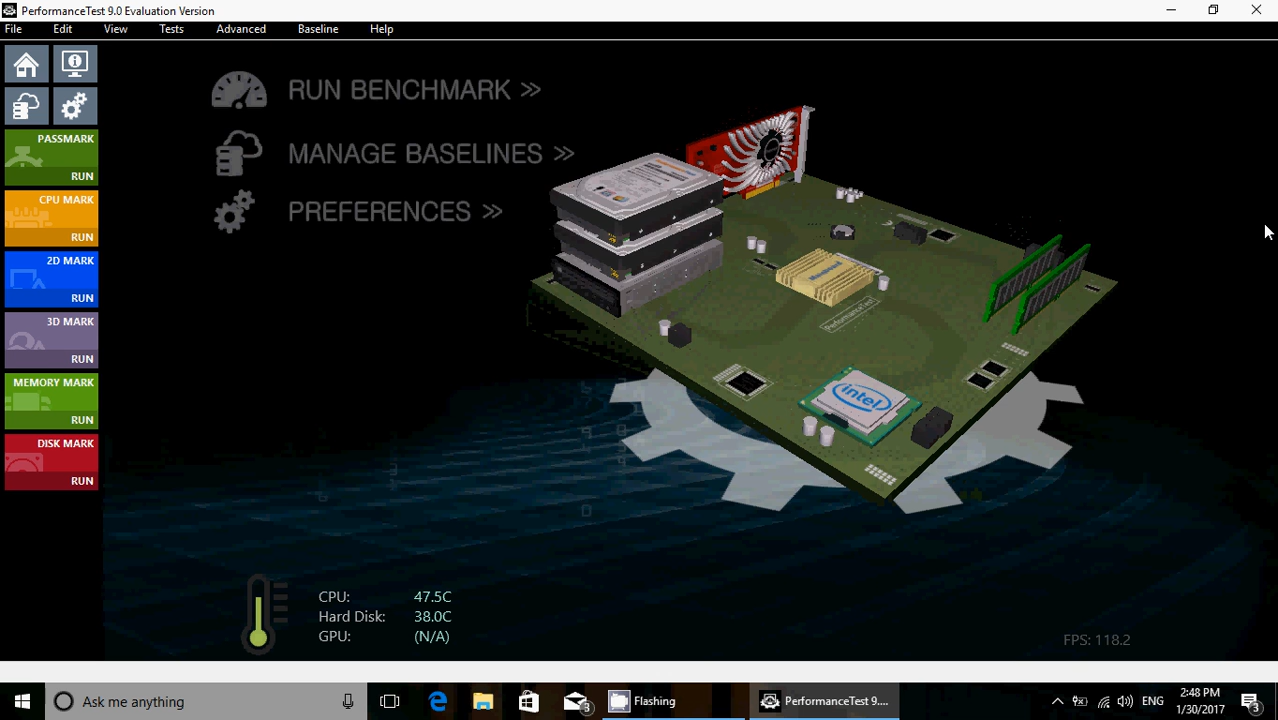 PerformanceTest 9.0 Evaluation Version
File Edit View Tests Advanced Baseline Help
RUN BENCHMARK >>
MANAGE BASELINES >>
PREFERENCES >>
PASSMARK
RUN
CPU MARK
RUN
2D MARK
RUN
3D MARK
RUN
MEMORY MARK
RUN
DISK MARK
RUN
PerformanceTest
intel
CPU: 47.5C
Hard Disk: 38.0C
GPU: (N/A)
FPS: 118.2
Ask me anything
3
Flashing
PerformanceTest 9....
ENG
2:48 PM
1/30/2017
3